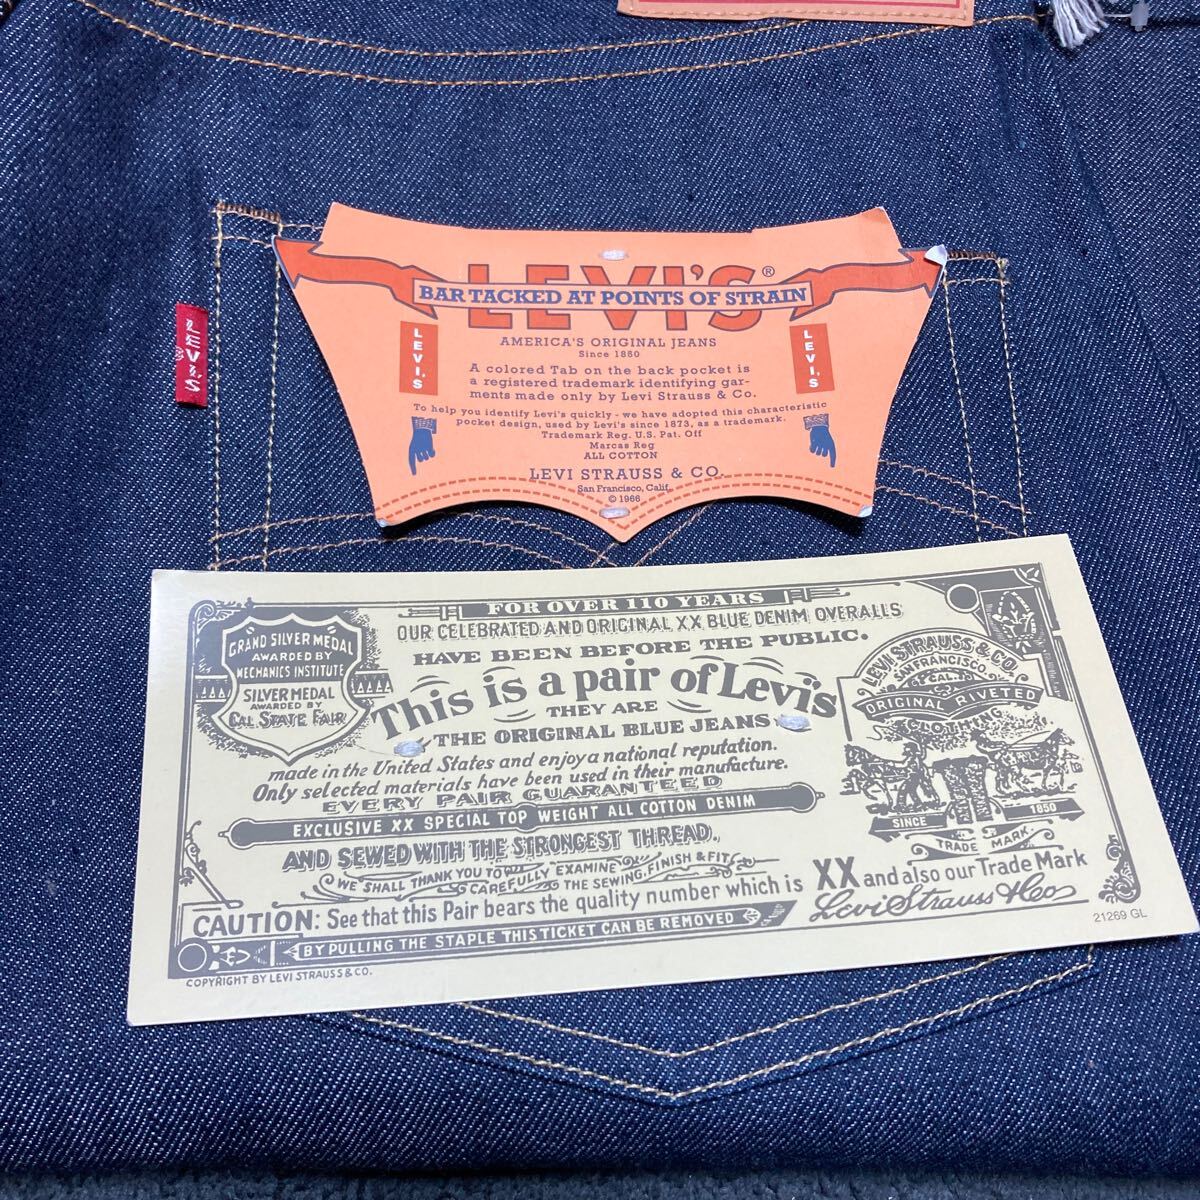 LEVI'S
LEVI'S®
BAR TACKED AT POINTS OF STRAIN
AMERICA'S ORIGINAL JEANS
Since 1850
LEVI'S
LEVI'S
A colored Tab on the back pocket is
a registered trademark identifying gar-
ments made only by Levi Strauss & Co.
To help you identify Levi's quickly - we have adopted this characteristic
pocket design, used by Levi's since 1873, as a trademark.
Trademark Reg. U.S. Pat. Off
Marcas Reg
ALL COTTON
LEVI STRAUSS & CO.
San Francisco, Calif.
© 1966
FOR OVER 110 YEARS
OUR CELEBRATED AND ORIGINAL XX BLUE DENIM OVERALLS
HAVE BEEN BEFORE THE PUBLIC.
GRAND SILVER MEDAL
AWARDED BY
MECHANICS INSTITUTE
SILVER MEDAL
AWARDED BY
CAL. STATE FAIR
This is a pair of Levi's
THEY ARE
THE ORIGINAL BLUE JEANS
made in the United States and enjoy a national reputation.
Only selected materials have been used in their manufacture.
EVERY PAIR GUARANTEED
EXCLUSIVE XX SPECIAL TOP WEIGHT ALL COTTON DENIM
AND SEWED WITH THE STRONGEST THREAD.
WE SHALL THANK YOU TO CAREFULLY EXAMINE THE SEWING, FINISH & FIT
LEVI STRAUSS & CO.
SAN FRANCISCO,
CAL.
ORIGINAL RIVETED
CLOTHING
SINCE 1850
TRADE MARK.
CAUTION: See that this Pair bears the quality number which is XX and also our Trade Mark
Levi Strauss & Co
BY PULLING THE STAPLE THIS TICKET CAN BE REMOVED
21269 GL
COPYRIGHT BY LEVI STRAUSS & CO.